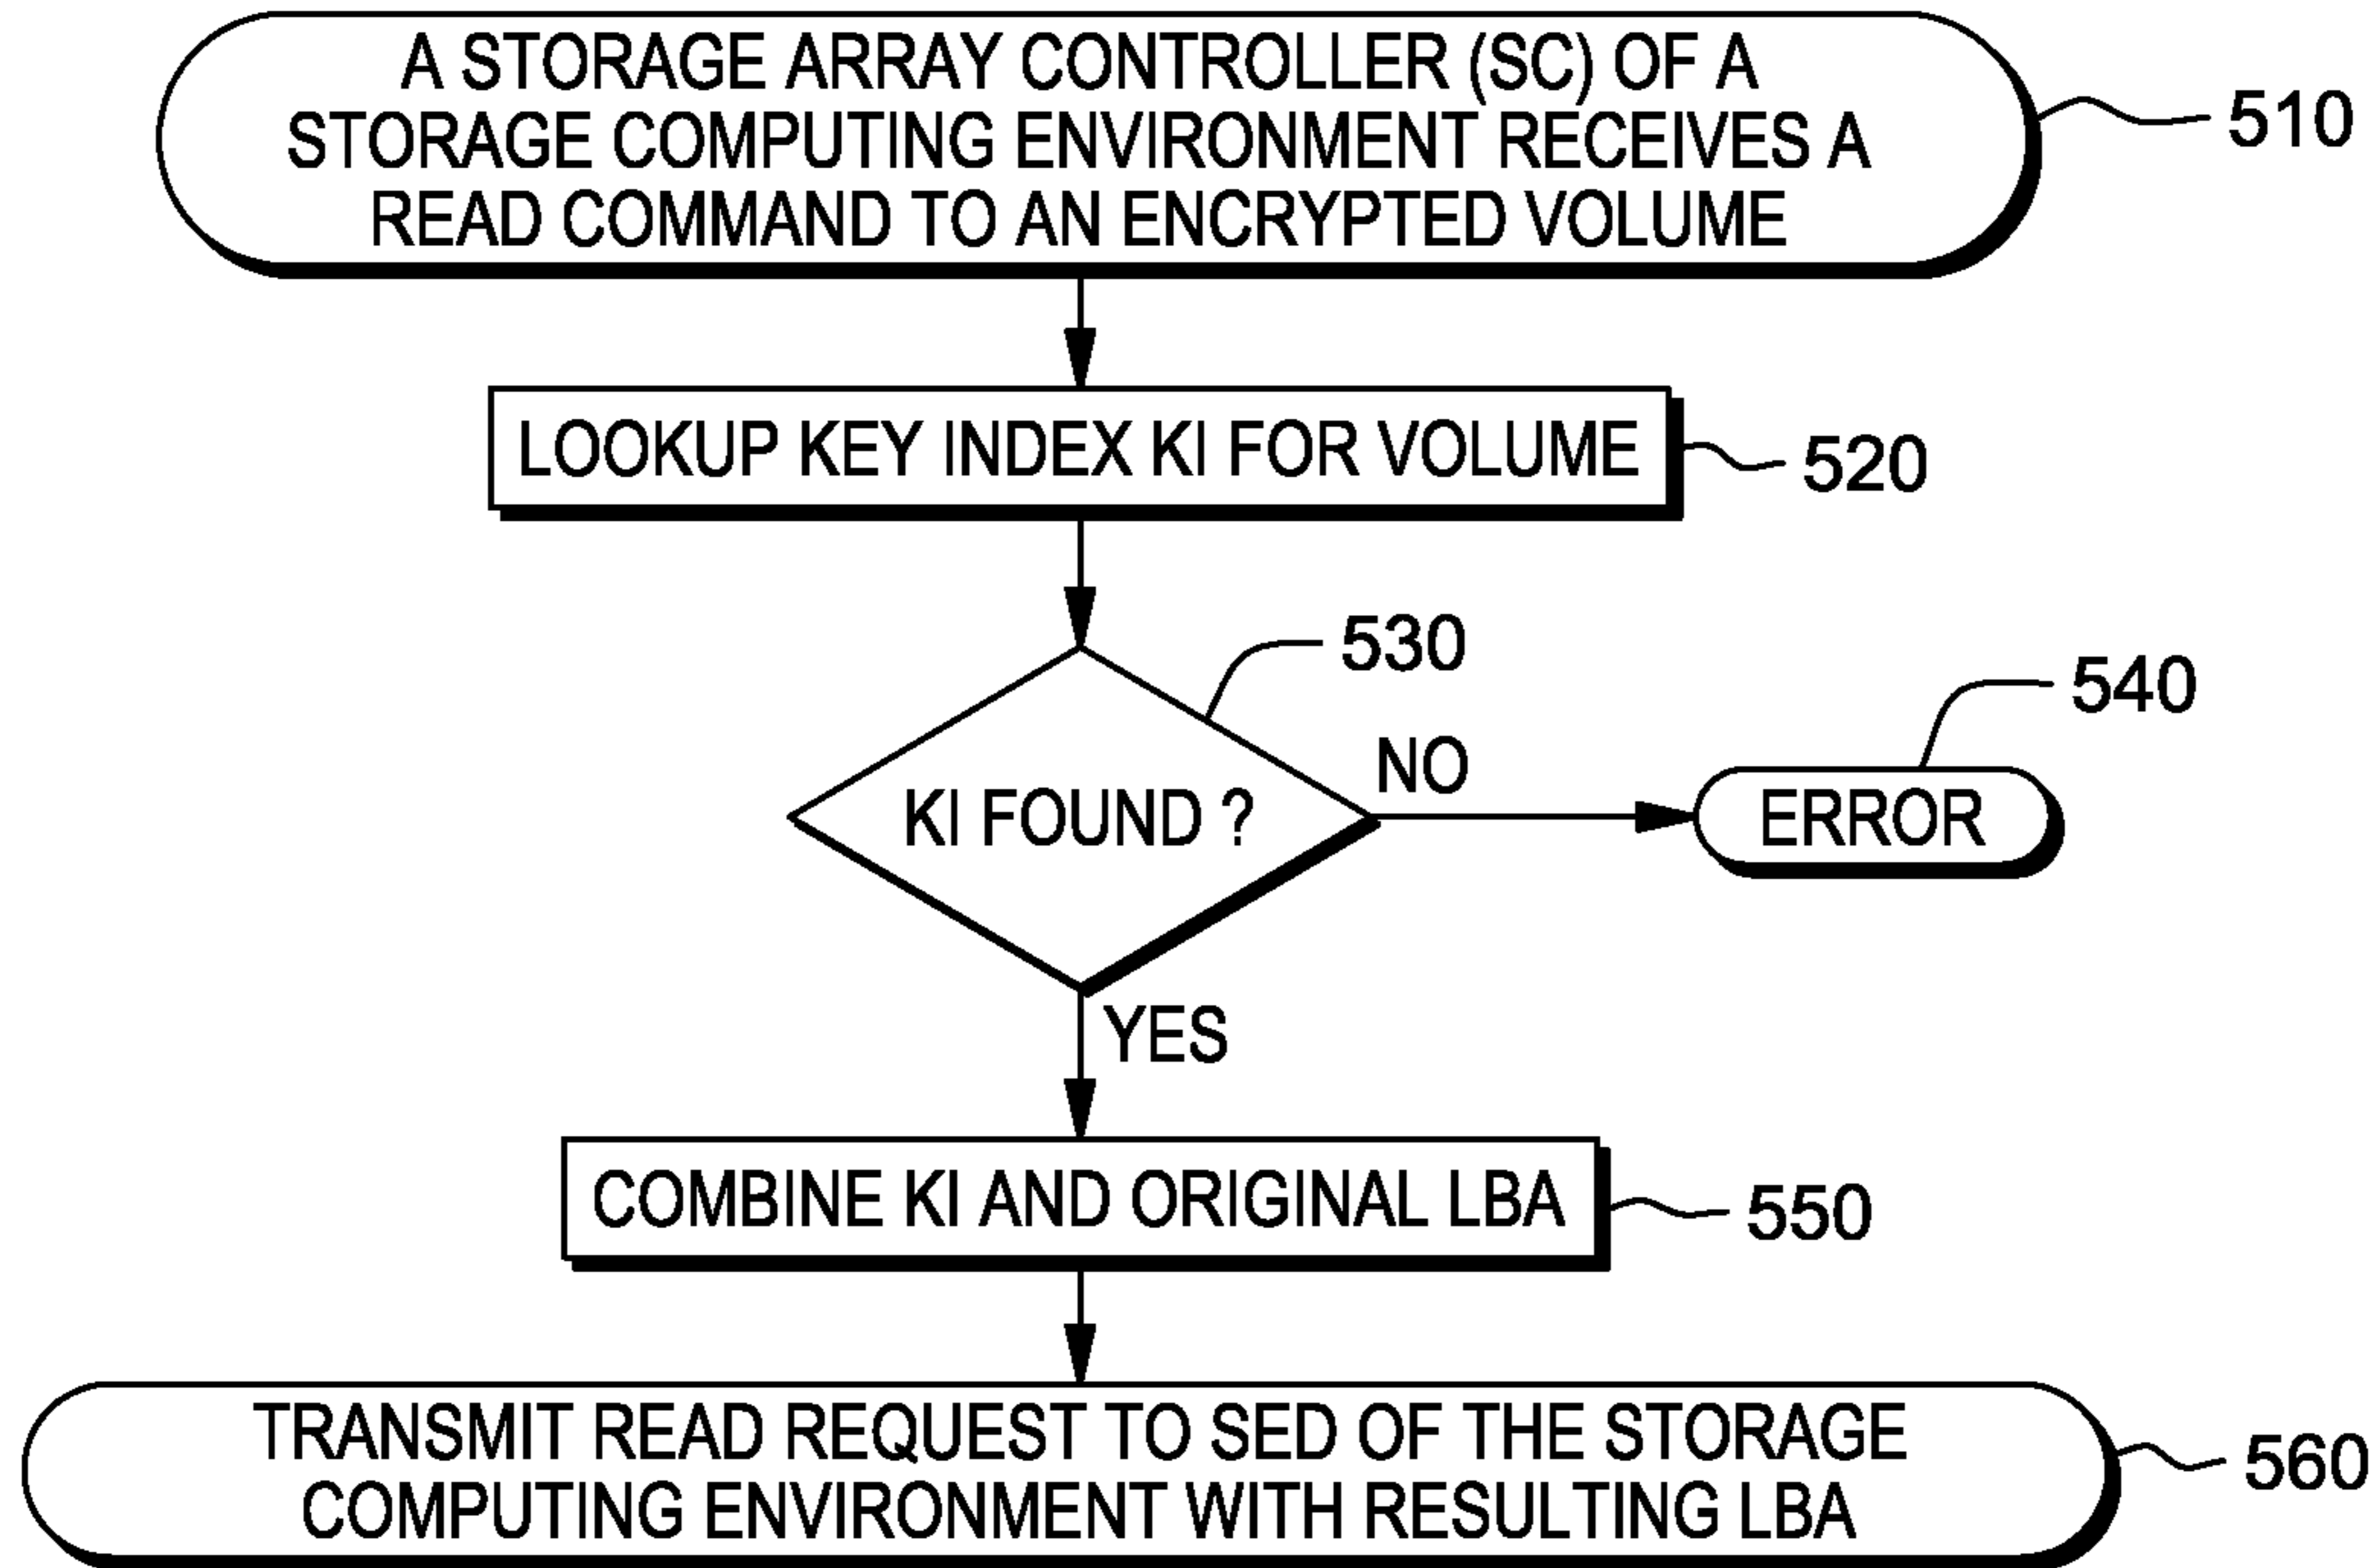 A STORAGE ARRAY CONTROLLER (SC) OF A
STORAGE COMPUTING ENVIRONMENT RECEIVES A
READ COMMAND TO AN ENCRYPTED VOLUME
510
LOOKUP KEY INDEX KI FOR VOLUME
520
530
KI FOUND ?
NO
540
ERROR
YES
COMBINE KI AND ORIGINAL LBA
550
TRANSMIT READ REQUEST TO SED OF THE STORAGE
COMPUTING ENVIRONMENT WITH RESULTING LBA
560